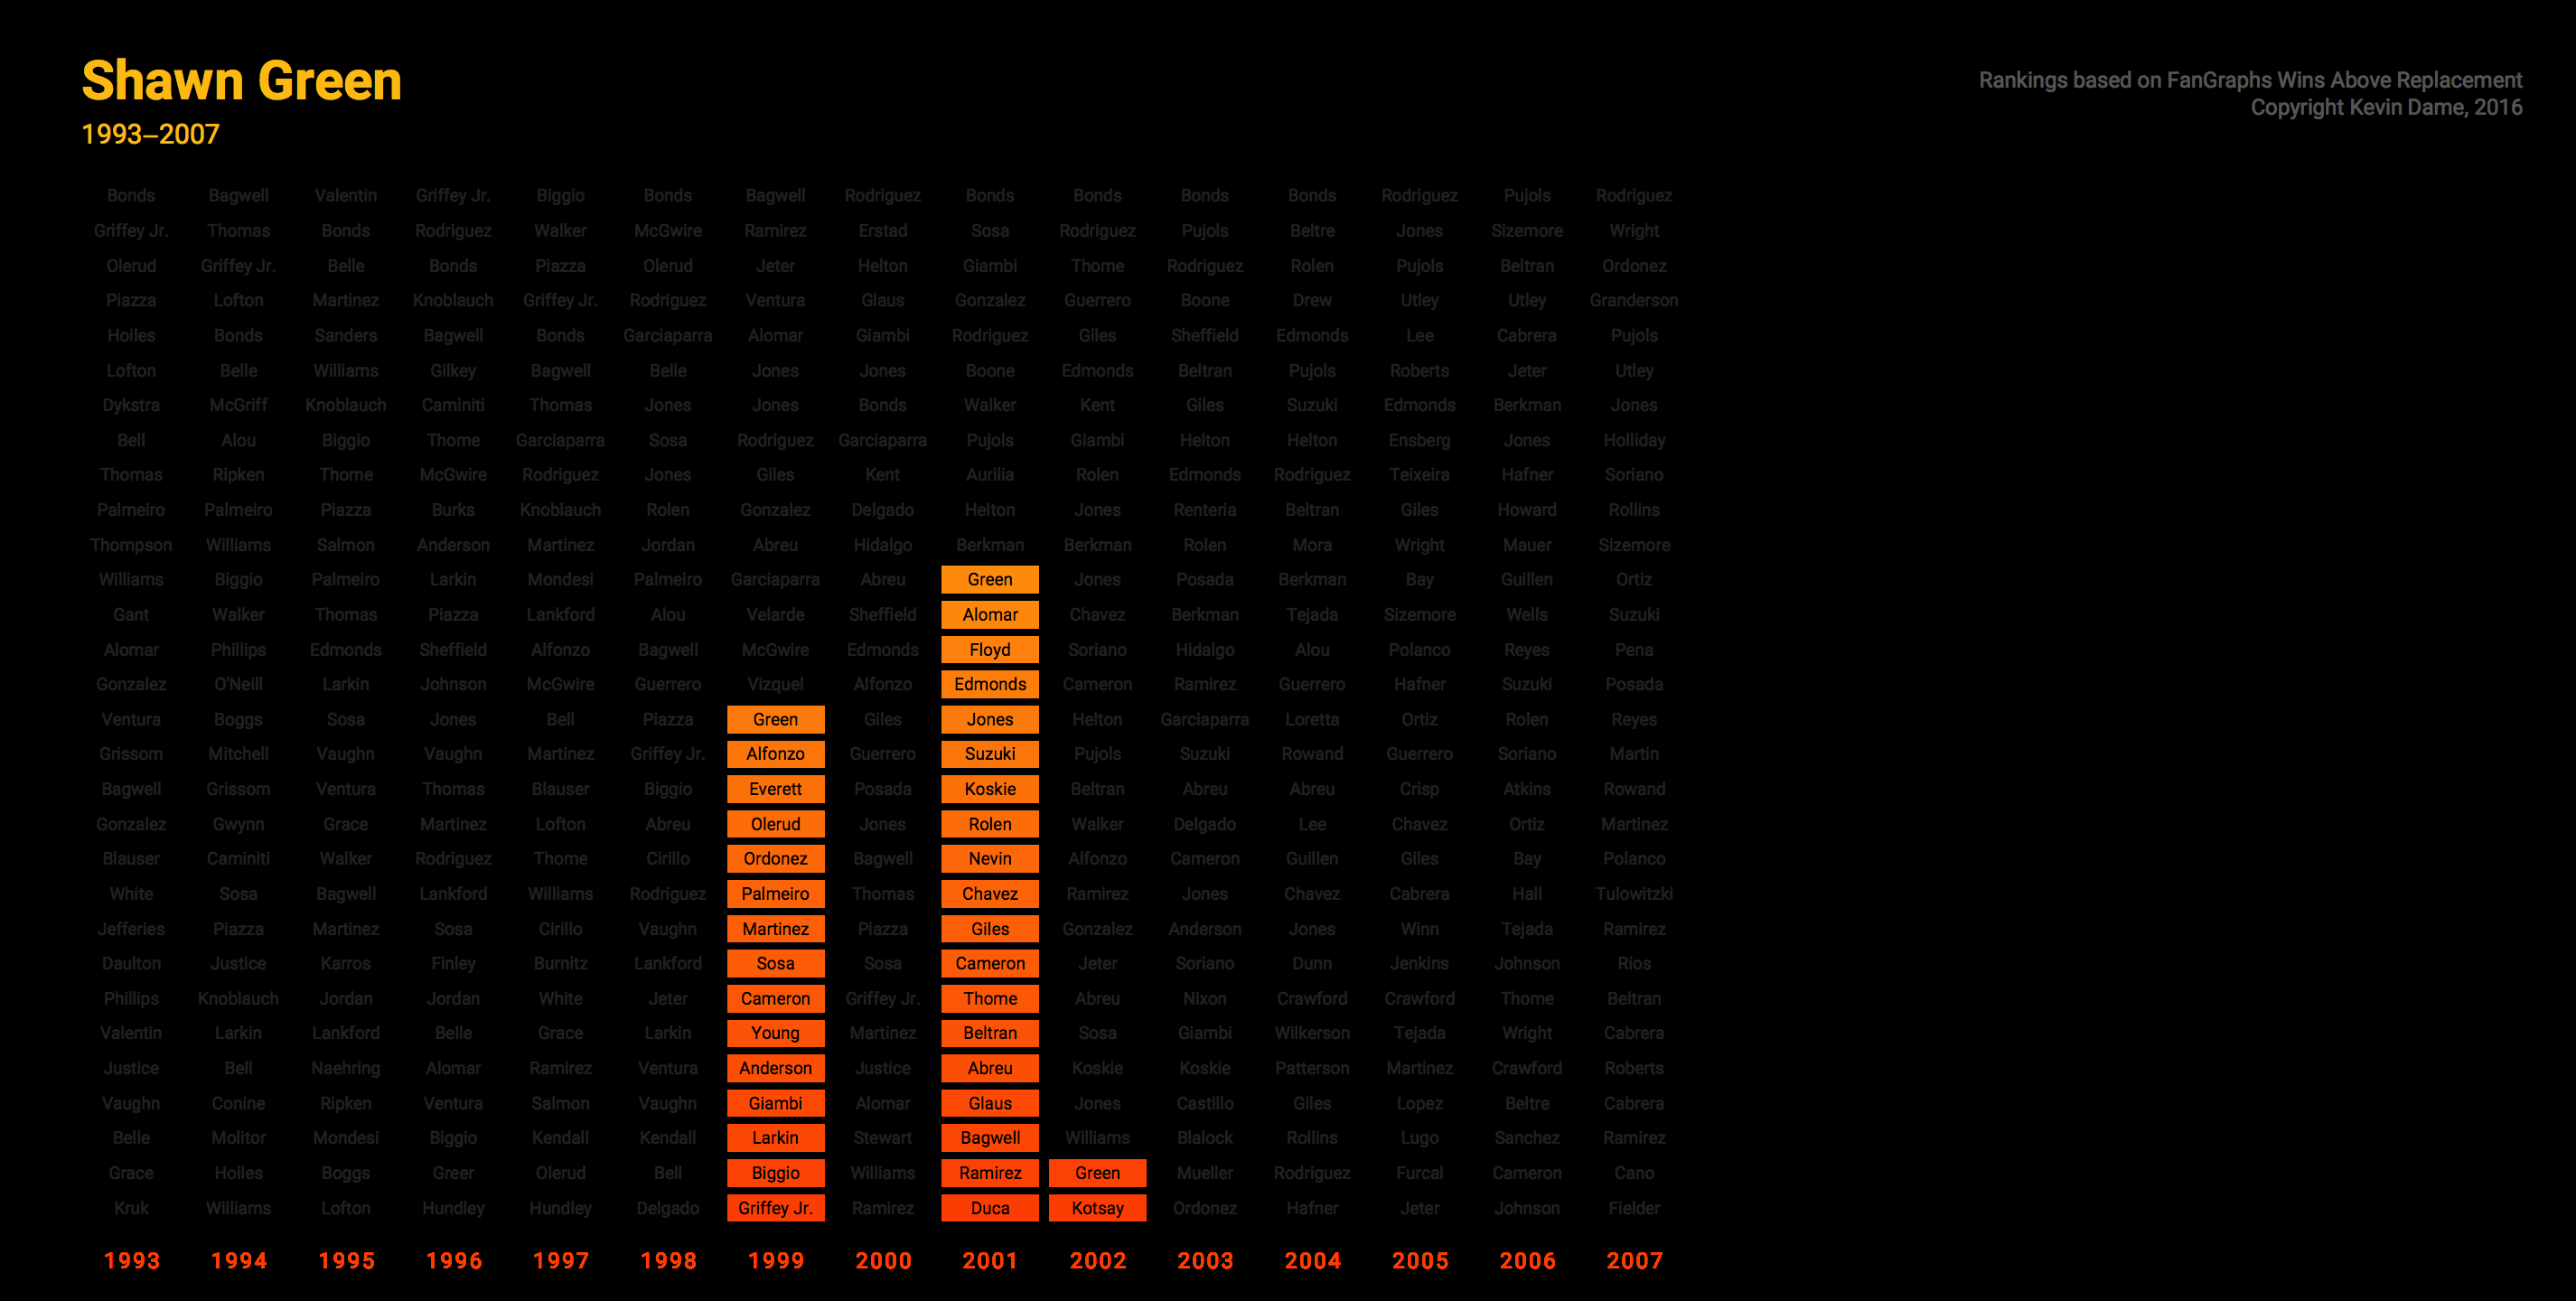 Shawn Green
1993–2007
Rankings based on FanGraphs Wins Above Replacement
Copyright Kevin Dame, 2016
Bonds Bagwell Valentin Griffey Jr. Biggio Bonds Bagwell Rodriguez Bonds Bonds Bonds Bonds Rodriguez Pujols Rodriguez
Griffey Jr. Thomas Bonds Rodriguez Walker McGwire Ramirez Erstad Sosa Rodriguez Pujols Beltre Jones Sizemore Wright
Olerud Griffey Jr. Belle Bonds Piazza Olerud Jeter Helton Giambi Thome Rodriguez Rolen Pujols Beltran Ordonez
Piazza Lofton Martinez Knoblauch Griffey Jr. Rodriguez Ventura Glaus Gonzalez Guerrero Boone Drew Utley Utley Granderson
Hoiles Bonds Sanders Bagwell Bonds Garciaparra Alomar Giambi Rodriguez Giles Sheffield Edmonds Lee Cabrera Pujols
Lofton Belle Williams Gilkey Bagwell Belle Jones Jones Boone Edmonds Beltran Pujols Roberts Jeter Utley
Dykstra McGriff Knoblauch Caminiti Thomas Jones Jones Bonds Walker Kent Giles Suzuki Edmonds Berkman Jones
Bell Alou Biggio Thome Garciaparra Sosa Rodriguez Garciaparra Pujols Giambi Helton Helton Ensberg Jones Holliday
Thomas Ripken Thome McGwire Rodriguez Jones Giles Kent Aurilia Rolen Edmonds Rodriguez Teixeira Hafner Soriano
Palmeiro Palmeiro Piazza Burks Knoblauch Rolen Gonzalez Delgado Helton Jones Renteria Beltran Giles Howard Rollins
Thompson Williams Salmon Anderson Martinez Jordan Abreu Hidalgo Berkman Berkman Rolen Mora Wright Mauer Sizemore
Williams Biggio Palmeiro Larkin Mondesi Palmeiro Garciaparra Abreu Green Jones Posada Berkman Bay Guillen Ortiz
Gant Walker Thomas Piazza Lankford Alou Velarde Sheffield Alomar Chavez Berkman Tejada Sizemore Wells Suzuki
Alomar Phillips Edmonds Sheffield Alfonzo Bagwell McGwire Edmonds Floyd Soriano Hidalgo Alou Polanco Reyes Pena
Gonzalez O'Neill Larkin Johnson McGwire Guerrero Vizquel Alfonzo Edmonds Cameron Ramirez Guerrero Hafner Suzuki Posada
Ventura Boggs Sosa Jones Bell Piazza Green Giles Jones Helton Garciaparra Loretta Ortiz Rolen Reyes
Grissom Mitchell Vaughn Vaughn Martinez Griffey Jr. Alfonzo Guerrero Suzuki Pujols Suzuki Rowand Guerrero Soriano Martin
Bagwell Grissom Ventura Thomas Blauser Biggio Everett Posada Koskie Beltran Abreu Abreu Crisp Atkins Rowand
Gonzalez Gwynn Grace Martinez Lofton Abreu Olerud Jones Rolen Walker Delgado Lee Chavez Ortiz Martinez
Blauser Caminiti Walker Rodriguez Thome Cirillo Ordonez Bagwell Nevin Alfonzo Cameron Guillen Giles Bay Polanco
White Sosa Bagwell Lankford Williams Rodriguez Palmeiro Thomas Chavez Ramirez Jones Chavez Cabrera Hall Tulowitzki
Jefferies Piazza Martinez Sosa Cirillo Vaughn Martinez Piazza Giles Gonzalez Anderson Jones Winn Tejada Ramirez
Daulton Justice Karros Finley Burnitz Lankford Sosa Sosa Cameron Jeter Soriano Dunn Jenkins Johnson Rios
Phillips Knoblauch Jordan Jordan White Jeter Cameron Griffey Jr. Thome Abreu Nixon Crawford Crawford Thome Beltran
Valentin Larkin Lankford Belle Grace Larkin Young Martinez Beltran Sosa Giambi Wilkerson Tejada Wright Cabrera
Justice Bell Naehring Alomar Ramirez Ventura Anderson Justice Abreu Koskie Koskie Patterson Martinez Crawford Roberts
Vaughn Conine Ripken Ventura Salmon Vaughn Giambi Alomar Glaus Jones Castillo Giles Lopez Beltre Cabrera
Belle Molitor Mondesi Biggio Kendall Kendall Larkin Stewart Bagwell Williams Blalock Rollins Lugo Sanchez Ramirez
Grace Hoiles Boggs Greer Olerud Bell Biggio Williams Ramirez Green Mueller Rodriguez Furcal Cameron Cano
Kruk Williams Lofton Hundley Hundley Delgado Griffey Jr. Ramirez Duca Kotsay Ordonez Hafner Jeter Johnson Fielder
1993 1994 1995 1996 1997 1998 1999 2000 2001 2002 2003 2004 2005 2006 2007